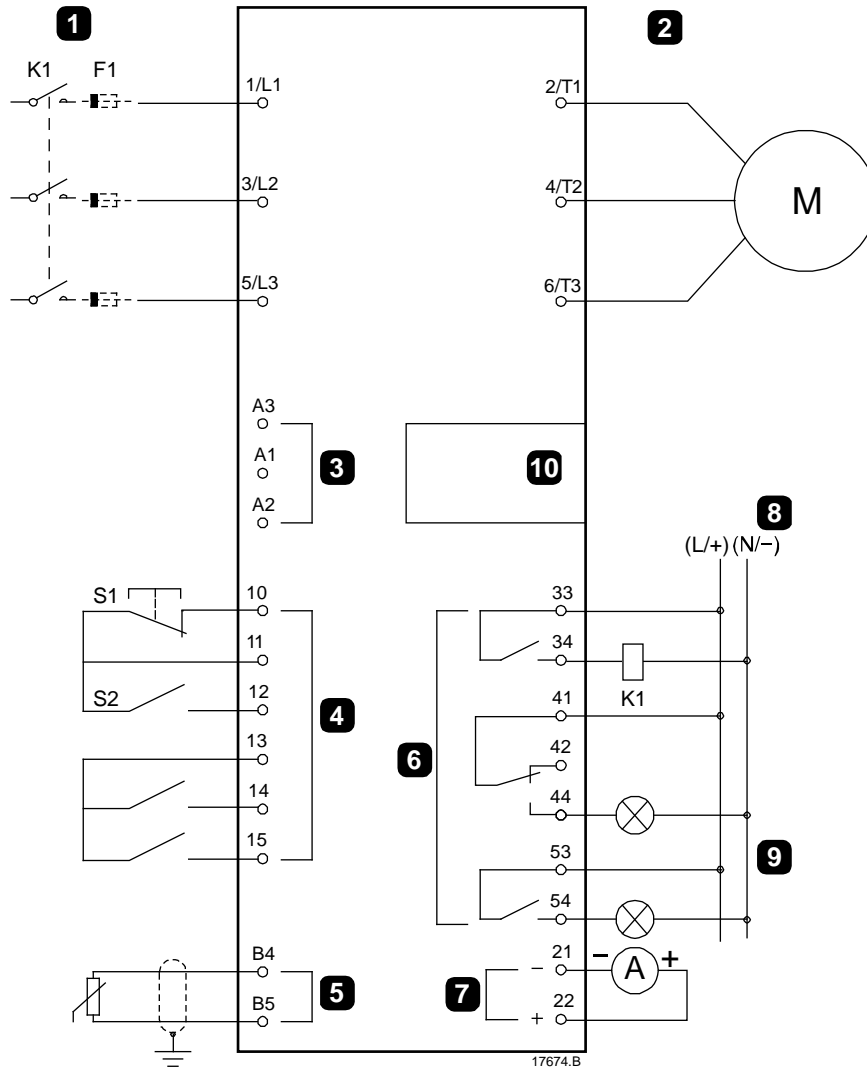 1
2
K1
F1
1/L1
2/T1
3/L2
4/T2
M
5/L3
6/T3
A3
A1
3
10
A2
8
(L/+) (N/−)
S1
10
33
11
34
S2
12
K1
4
41
13
6
42
14
44
15
53
9
54
B4
21
− A +
5
7
−
B5
22
+
17674.B